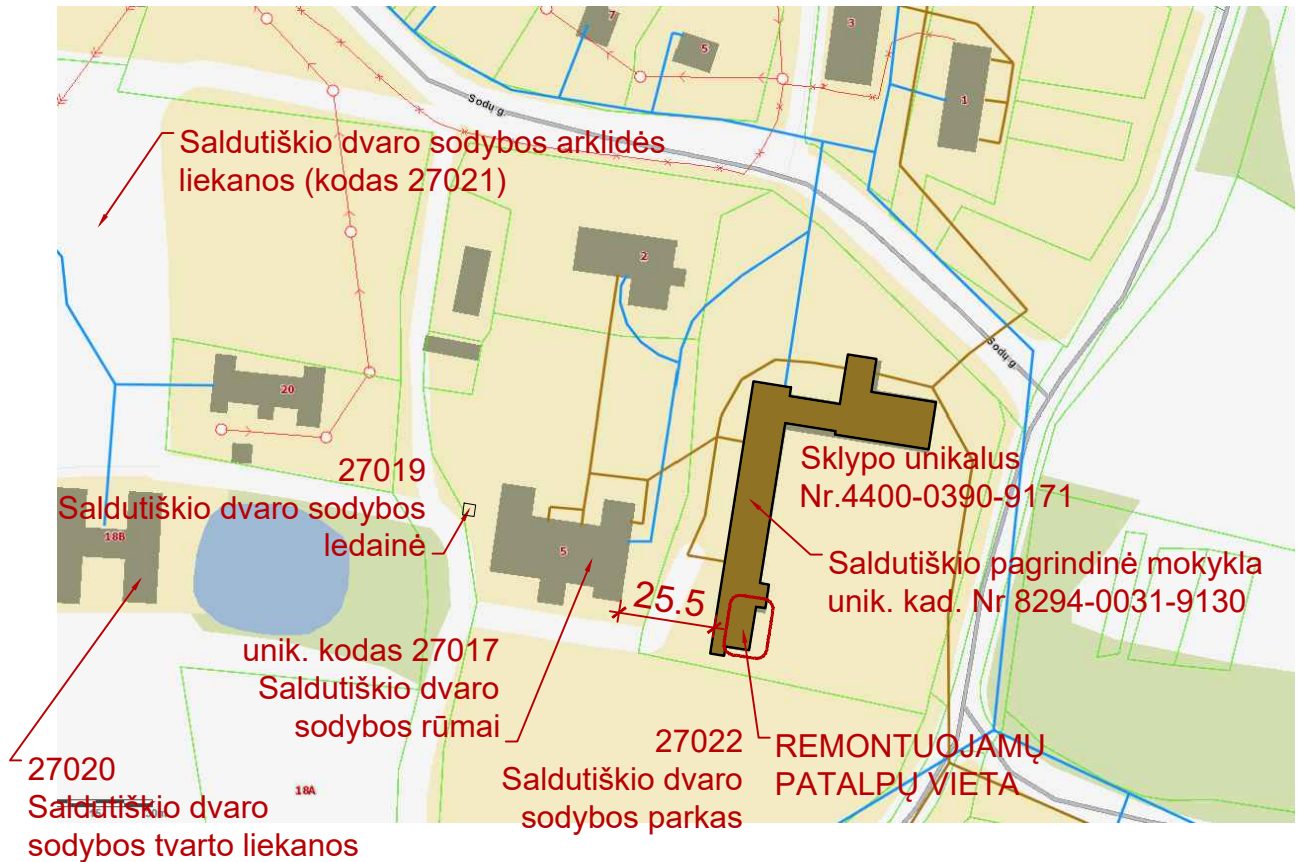 7
5
3
1
Sodų g.
Saldutiškio dvaro sodybos arklidės
liekanos (kodas 27021)
2
20
Sodų g.
27019
Saldutiškio dvaro sodybos
ledainė
Sklypo unikalus
Nr.4400-0390-9171
18B
5
Saldutiškio pagrindinė mokykla
unik. kad. Nr 8294-0031-9130
25.5
unik. kodas 27017
Saldutiškio dvaro
sodybos rūmai
27022
Saldutiškio dvaro
sodybos parkas
REMONTUOJAMŲ
PATALPŲ VIETA
18A
27020
Saldutiškio dvaro
sodybos tvarto liekanos